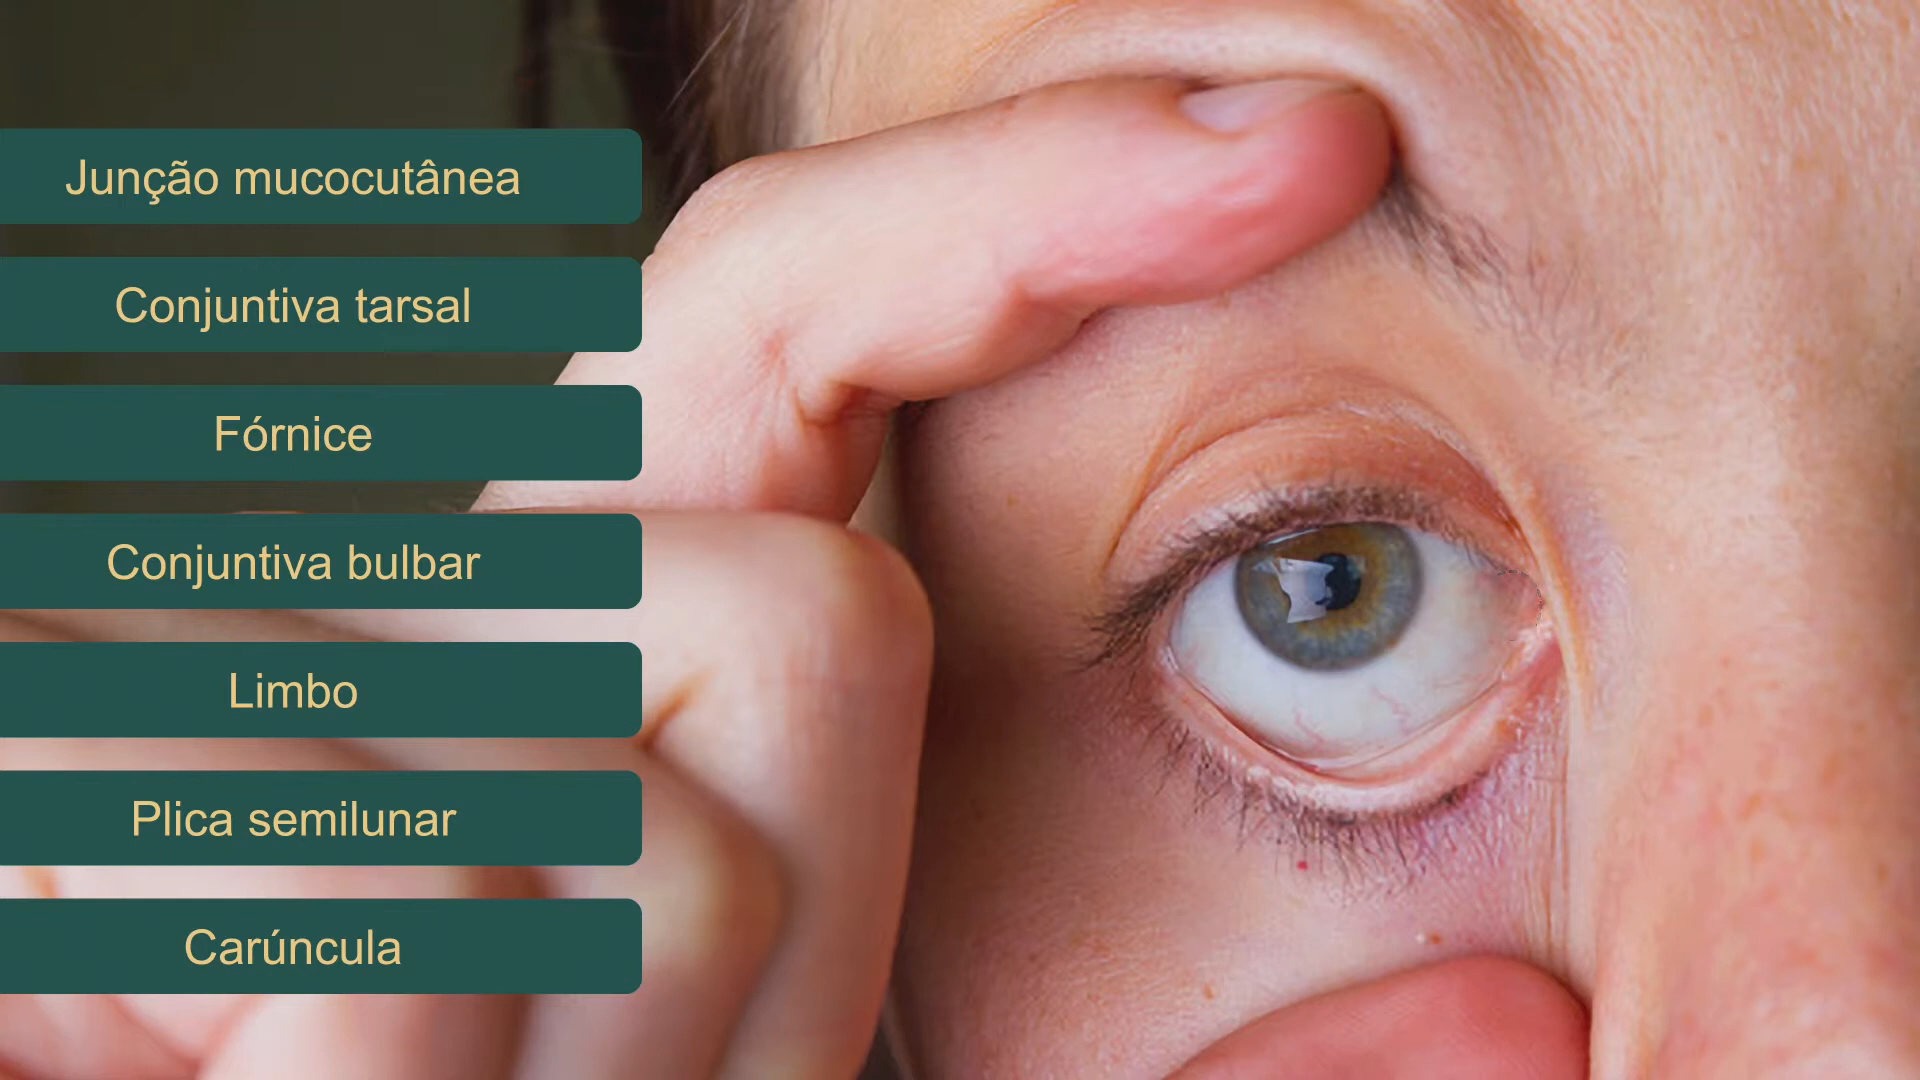 Junção mucocutânea
Conjuntiva tarsal
Fórnice
Conjuntiva bulbar
Limbo
Plica semilunar
Carúncula